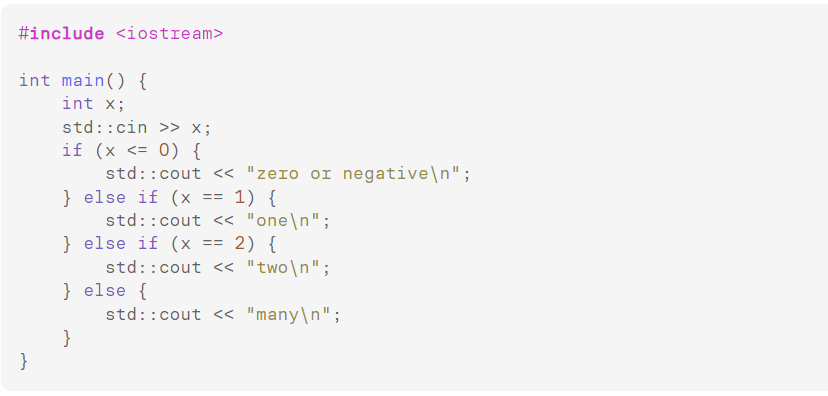 #include <iostream>

int main() {
    int x;
    std::cin >> x;
    if (x <= 0) {
        std::cout << "zero or negative\n";
    } else if (x == 1) {
        std::cout << "one\n";
    } else if (x == 2) {
        std::cout << "two\n";
    } else {
        std::cout << "many\n";
    }
}